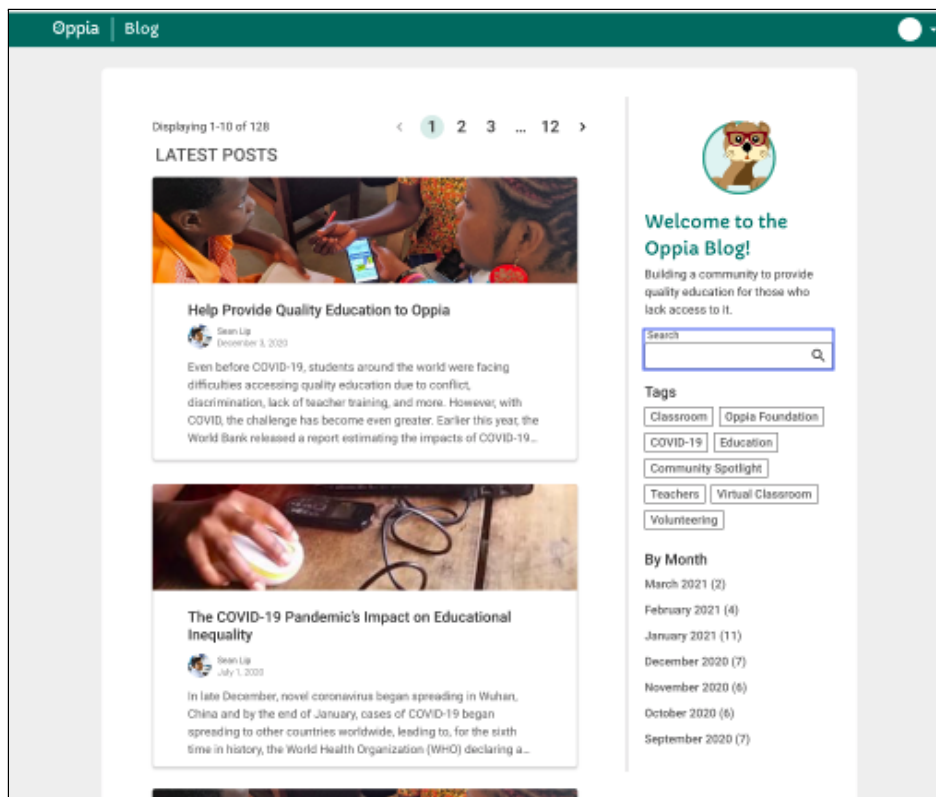 Oppia | Blog
Displaying 1-10 of 128
1 2 3 ... 12
LATEST POSTS
Help Provide Quality Education to Oppia
Sean Lip
December 3, 2020
Even before COVID-19, students around the world were facing
difficulties accessing quality education due to conflict,
discrimination, lack of teacher training, and more. However, with
COVID, the challenge has become even greater. Earlier this year, the
World Bank released a report estimating the impacts of COVID-19...
The COVID-19 Pandemic's Impact on Educational
Inequality
Sean Lip
July 1, 2020
In late December, novel coronavirus began spreading in Wuhan,
China and by the end of January, cases of COVID-19 began
spreading to other countries worldwide, leading to, for the sixth
time in history, the World Health Organization (WHO) declaring a...
Welcome to the
Oppia Blog!
Building a community to provide
quality education for those who
lack access to it.
Search
Tags
Classroom Oppia Foundation
COVID-19 Education
Community Spotlight
Teachers Virtual Classroom
Volunteering
By Month
March 2021 (2)
February 2021 (4)
January 2021 (11)
December 2020 (7)
November 2020 (6)
October 2020 (6)
September 2020 (7)